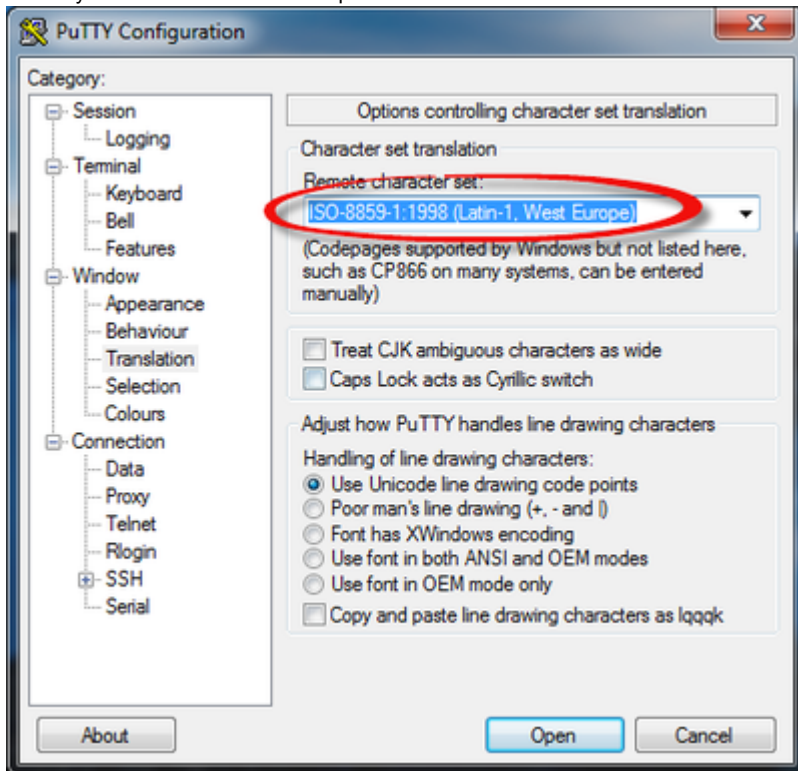 PuTTY Configuration
Category:
Session
Logging
Terminal
Keyboard
Bell
Features
Window
Appearance
Behaviour
Translation
Selection
Colours
Connection
Data
Proxy
Telnet
Rlogin
SSH
Serial
Options controlling character set translation
Character set translation
Remote character set:
ISO-8859-1:1998 (Latin-1, West Europe)
(Codepages supported by Windows but not listed here,
such as CP866 on many systems, can be entered
manually)
Treat CJK ambiguous characters as wide
Caps Lock acts as Cyrillic switch
Adjust how PuTTY handles line drawing characters
Handling of line drawing characters:
Use Unicode line drawing code points
Poor man's line drawing (+, - and |)
Font has XWindows encoding
Use font in both ANSI and OEM modes
Use font in OEM mode only
Copy and paste line drawing characters as lqqqk
About
Open
Cancel